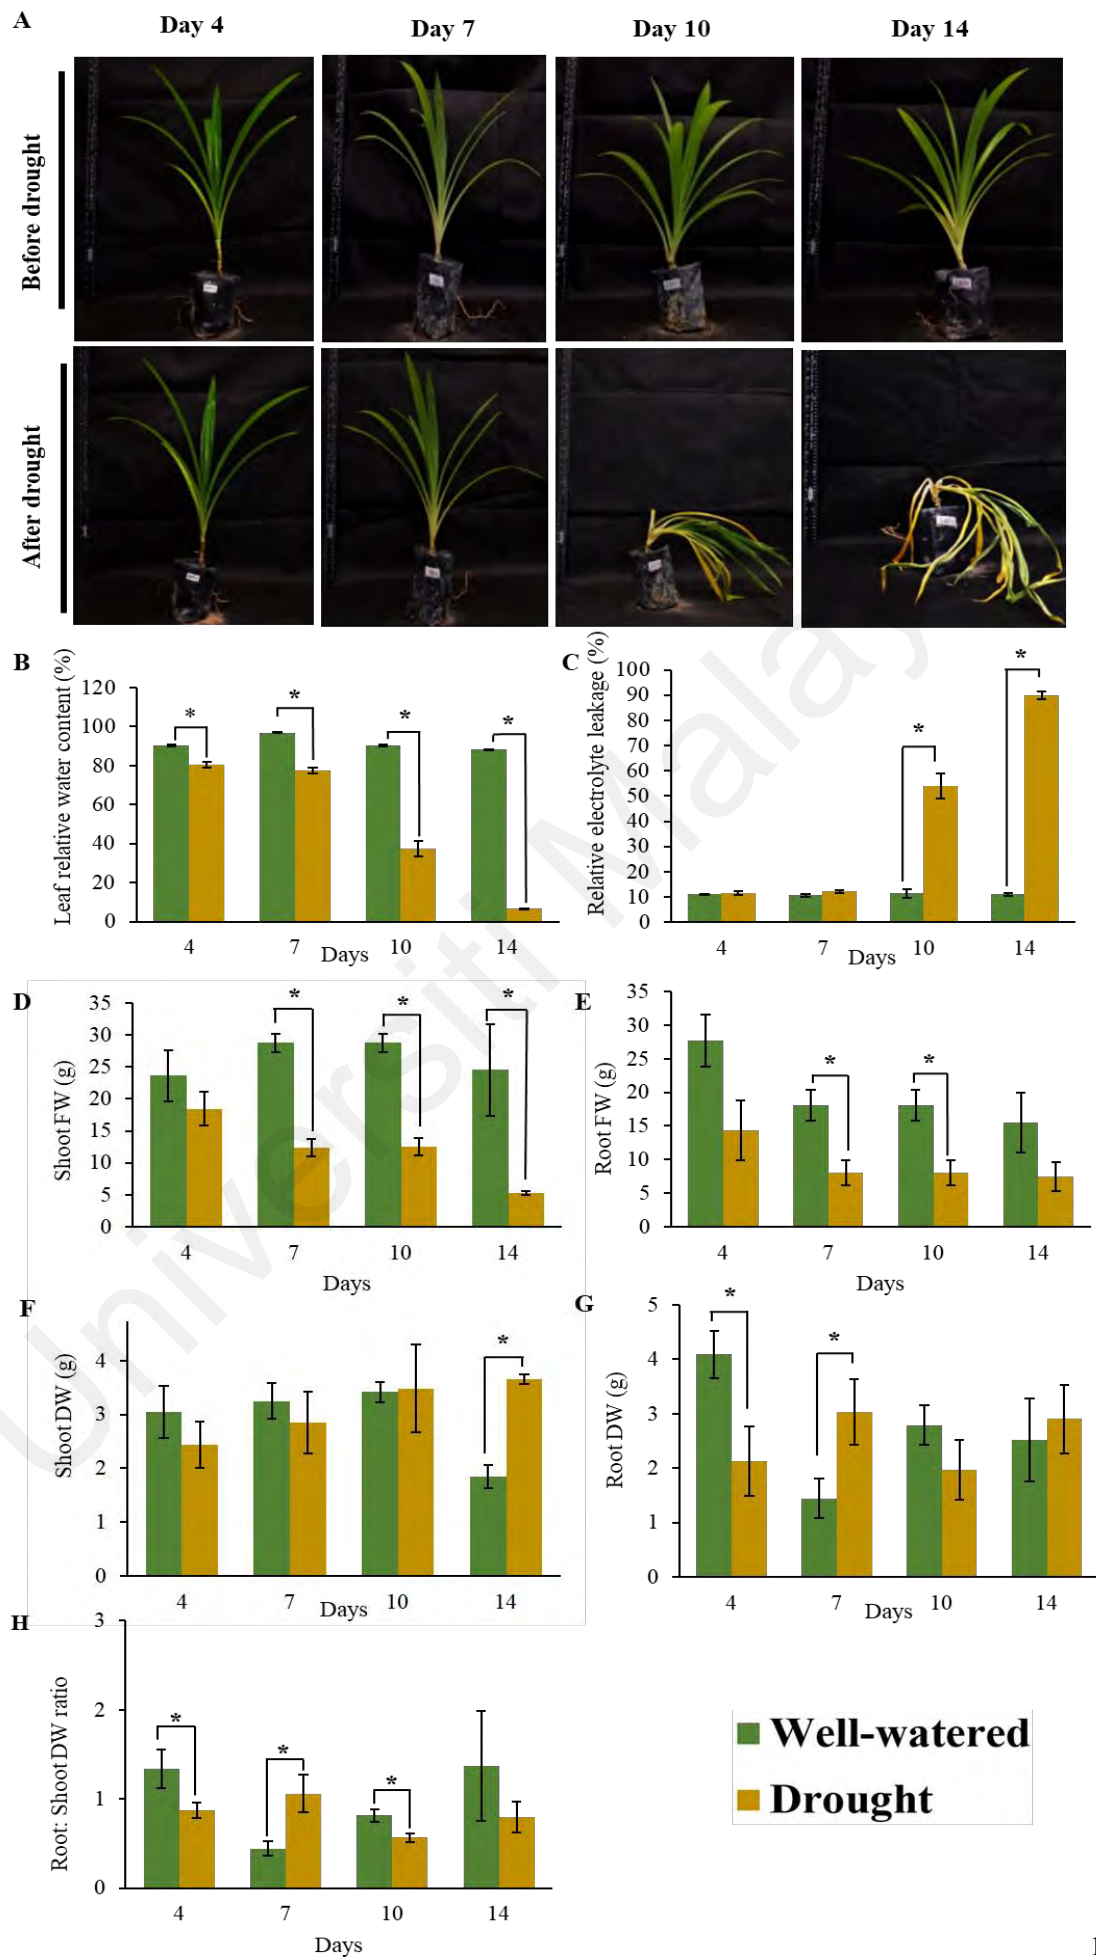 A
Day 4 Day 7 Day 10 Day 14
Before drought
After drought
B
Leaf relative water content (%)
120
100
80
60
40
20
0
* * * *
4 7 10 14
Days
C
Relative electrolyte leakage (%)
100
90
80
70
60
50
40
30
20
10
0
* *
4 7 10 14
Days
D
Shoot FW (g)
35
30
25
20
15
10
5
0
* * *
4 7 10 14
Days
E
Root FW (g)
35
30
25
20
15
10
5
0
* *
4 7 10 14
Days
F
Shoot DW (g)
4
3
2
1
0
*
4 7 10 14
Days
G
Root DW (g)
5
4
3
2
1
0
* *
4 7 10 14
Days
H
Root: Shoot DW ratio
3
2
1
0
* * *
4 7 10 14
Days
Well-watered
Drought
Universiti Malay
1